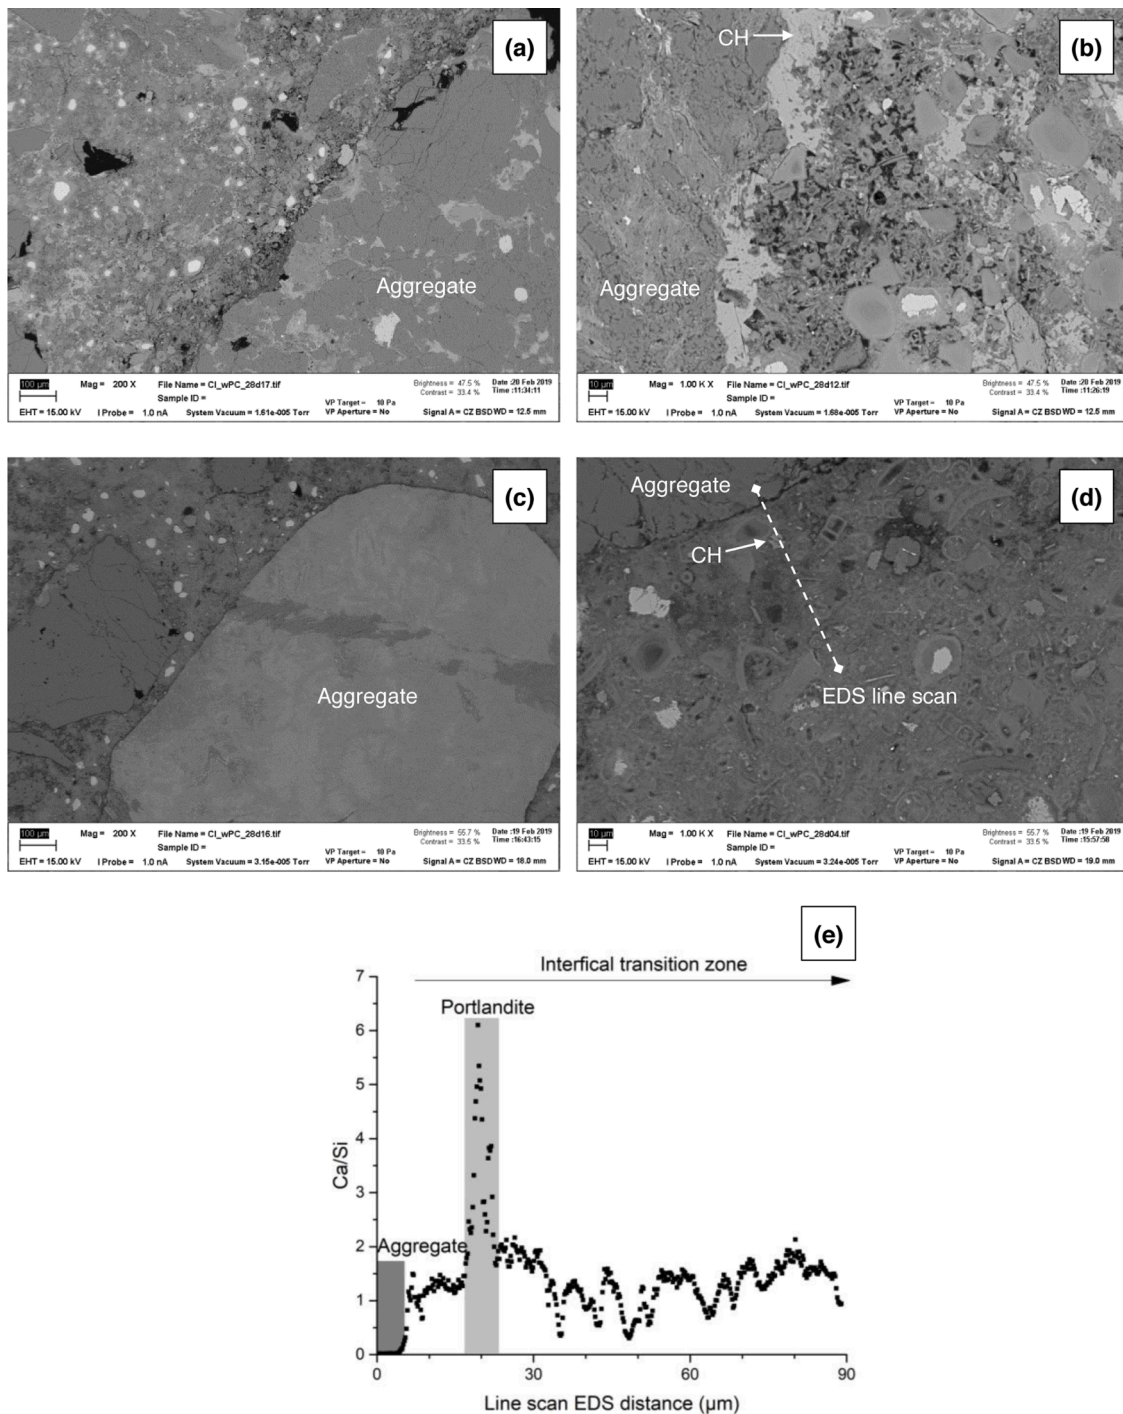 (a)
Aggregate
100 µm Mag = 200 X File Name = CI_wPC_28d17.tif Brightness = 47.5 % Date :20 Feb 2019
Sample ID = Contrast = 33.4 % Time :11:34:11
VP Target = 18 Pa
EHT = 15.00 kV I Probe = 1.0 nA System Vacuum = 1.61e-005 Torr VP Aperture = No Signal A = CZ BSD WD = 12.5 mm
(b)
CH
Aggregate
10 µm Mag = 1.00 K X File Name = CI_wPC_28d12.tif Brightness = 47.5 % Date :20 Feb 2019
Sample ID = Contrast = 33.4 % Time :11:26:19
VP Target = 18 Pa
EHT = 15.00 kV I Probe = 1.0 nA System Vacuum = 1.68e-005 Torr VP Aperture = No Signal A = CZ BSD WD = 12.5 mm
(c)
Aggregate
100 µm Mag = 200 X File Name = CI_wPC_28d16.tif Brightness = 55.7 % Date :19 Feb 2019
Sample ID = Contrast = 33.5 % Time :16:43:15
VP Target = 18 Pa
EHT = 15.00 kV I Probe = 1.0 nA System Vacuum = 3.15e-005 Torr VP Aperture = No Signal A = CZ BSD WD = 18.0 mm
(d)
Aggregate
CH
EDS line scan
10 µm Mag = 1.00 K X File Name = CI_wPC_28d04.tif Brightness = 55.7 % Date :19 Feb 2019
Sample ID = Contrast = 33.5 % Time :15:57:58
VP Target = 18 Pa
EHT = 15.00 kV I Probe = 1.0 nA System Vacuum = 3.24e-005 Torr VP Aperture = No Signal A = CZ BSD WD = 19.0 mm
(e)
Interfical transition zone
7
Portlandite
6
5
4
Ca/Si
3
2
Aggregate
1
0
0 30 60 90
Line scan EDS distance (µm)